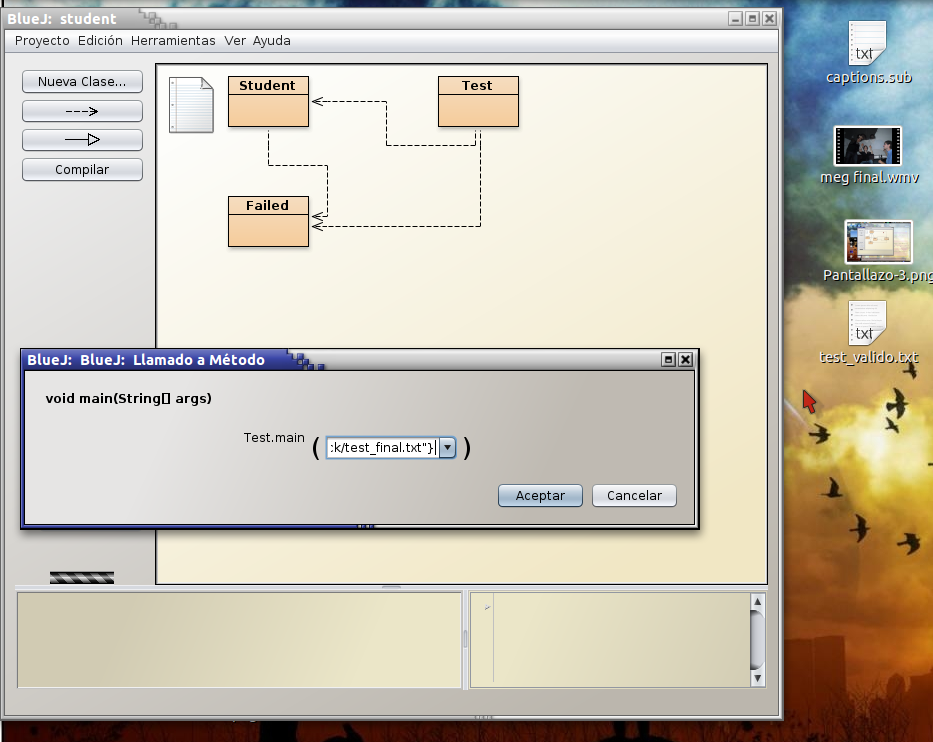 BlueJ: student
Proyecto Edición Herramientas Ver Ayuda
Nueva Clase...
Compilar
Student
Test
Failed
BlueJ: BlueJ: Llamado a Método
void main(String[] args)
Test.main ( :k/test_final.txt"} )
Aceptar Cancelar
txt
captions.sub
meg final.wmv
Pantallazo-3.png
txt
test_valido.txt